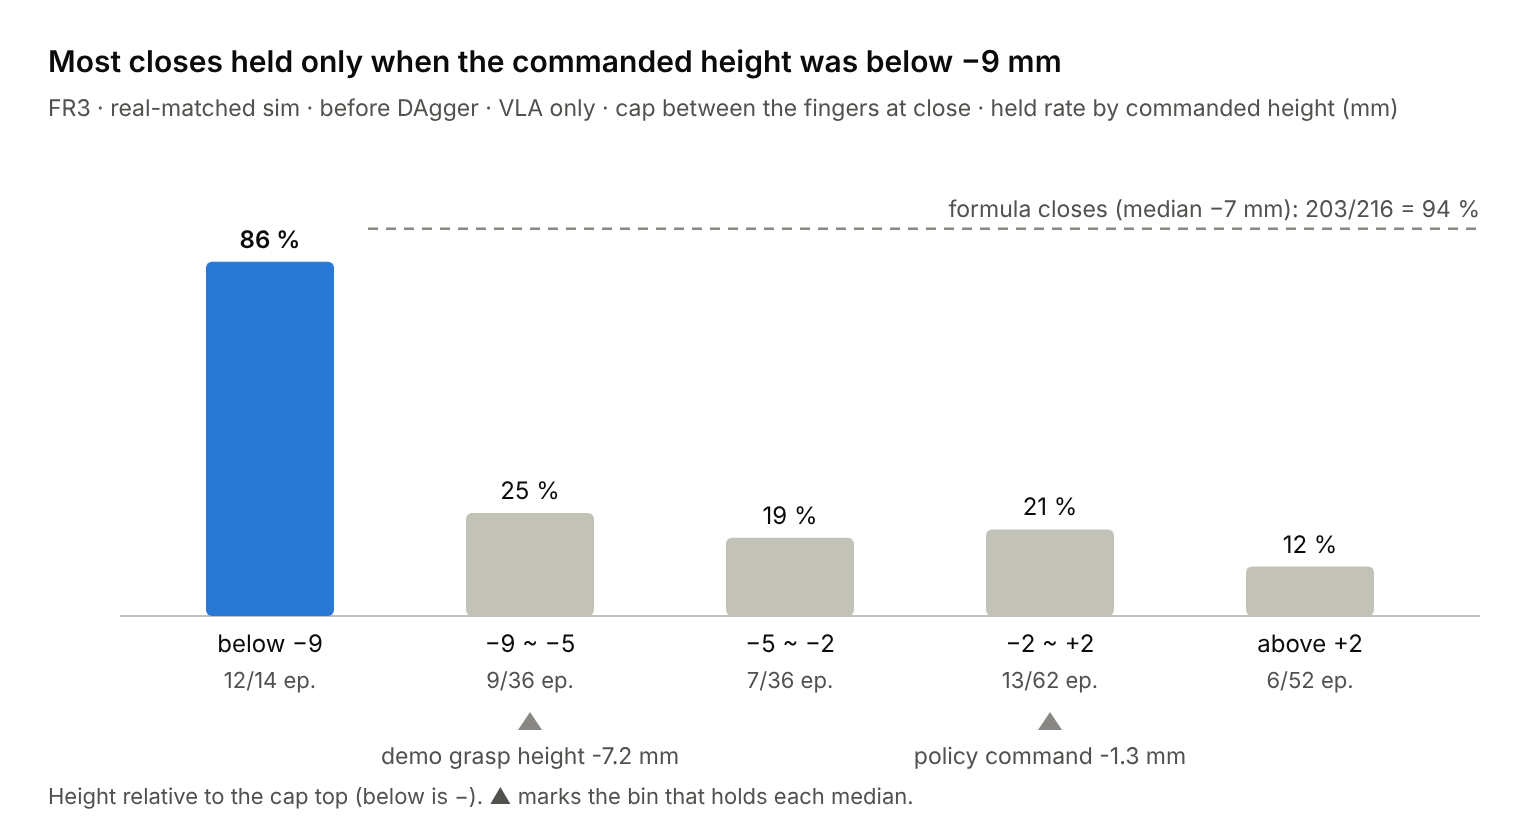 Most closes held only when the commanded height was below −9 mm
FR3 · real-matched sim · before DAgger · VLA only · cap between the fingers at close · held rate by commanded height (mm)
formula closes (median −7 mm): 203/216 = 94 %
86 %
25 %
19 %
21 %
12 %
below −9
−9 ~ −5
−5 ~ −2
−2 ~ +2
above +2
12/14 ep.
9/36 ep.
7/36 ep.
13/62 ep.
6/52 ep.
demo grasp height -7.2 mm
policy command -1.3 mm
Height relative to the cap top (below is −). ▲ marks the bin that holds each median.